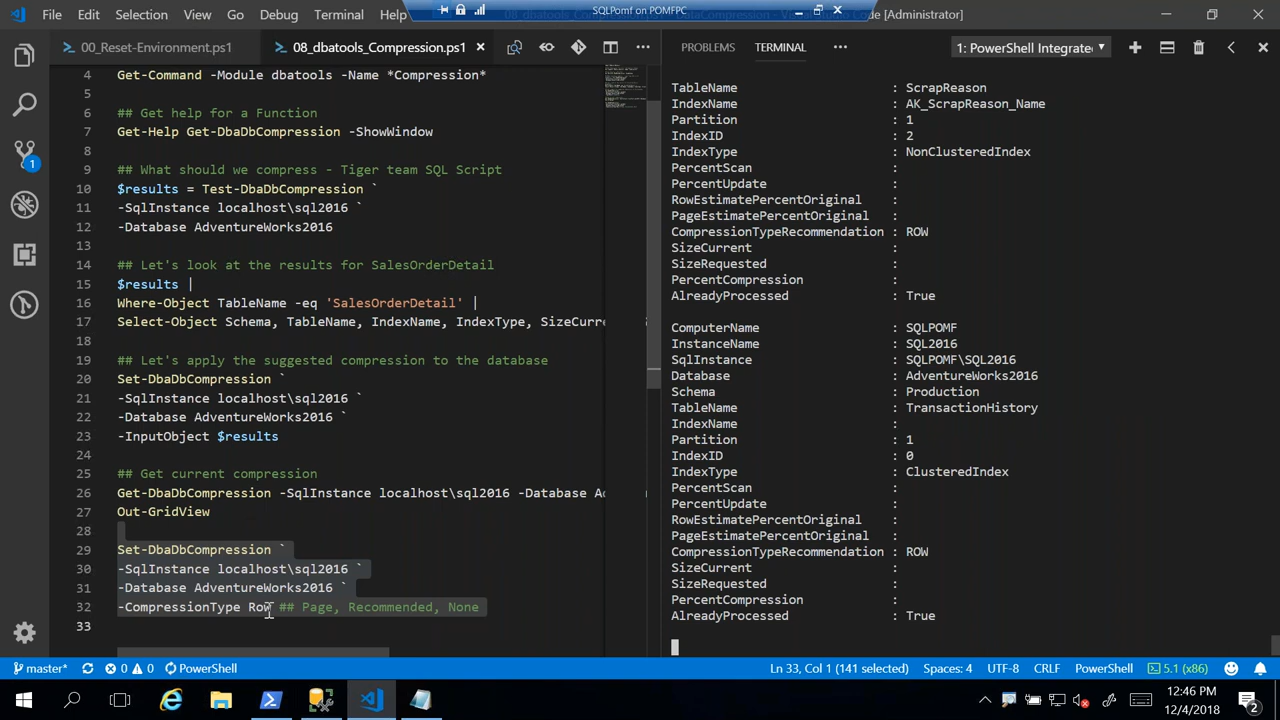 File Edit Selection View Go Debug Terminal Help
SQLPomf on POMFPC
DataCompression - Visual Studio Code [Administrator]
00_Reset-Environment.ps1
08_dbatools_Compression.ps1
4 Get-Command -Module dbatools -Name *Compression*
5
6 ## Get help for a Function
7 Get-Help Get-DbaDbCompression -ShowWindow
8
9 ## What should we compress - Tiger team SQL Script
10 $results = Test-DbaDbCompression `
11 -SqlInstance localhost\sql2016 `
12 -Database AdventureWorks2016
13
14 ## Let's look at the results for SalesOrderDetail
15 $results |
16 Where-Object TableName -eq 'SalesOrderDetail' |
17 Select-Object Schema, TableName, IndexName, IndexType, SizeCurre
18
19 ## Let's apply the suggested compression to the database
20 Set-DbaDbCompression `
21 -SqlInstance localhost\sql2016 `
22 -Database AdventureWorks2016 `
23 -InputObject $results
24
25 ## Get current compression
26 Get-DbaDbCompression -SqlInstance localhost\sql2016 -Database Ad
27 Out-GridView
28
29 Set-DbaDbCompression `
30 -SqlInstance localhost\sql2016 `
31 -Database AdventureWorks2016 `
32 -CompressionType Row ## Page, Recommended, None
33
PROBLEMS TERMINAL
1: PowerShell Integrate
TableName : ScrapReason
IndexName : AK_ScrapReason_Name
Partition : 1
IndexID : 2
IndexType : NonClusteredIndex
PercentScan :
PercentUpdate :
RowEstimatePercentOriginal :
PageEstimatePercentOriginal :
CompressionTypeRecommendation : ROW
SizeCurrent :
SizeRequested :
PercentCompression :
AlreadyProcessed : True
ComputerName : SQLPOMF
InstanceName : SQL2016
SqlInstance : SQLPOMF\SQL2016
Database : AdventureWorks2016
Schema : Production
TableName : TransactionHistory
IndexName :
Partition : 1
IndexID : 0
IndexType : ClusteredIndex
PercentScan :
PercentUpdate :
RowEstimatePercentOriginal :
PageEstimatePercentOriginal :
CompressionTypeRecommendation : ROW
SizeCurrent :
SizeRequested :
PercentCompression :
AlreadyProcessed : True
1
master* 0 0 PowerShell
Ln 33, Col 1 (141 selected) Spaces: 4 UTF-8 CRLF PowerShell 5.1 (x86)
12:46 PM
12/4/2018
2